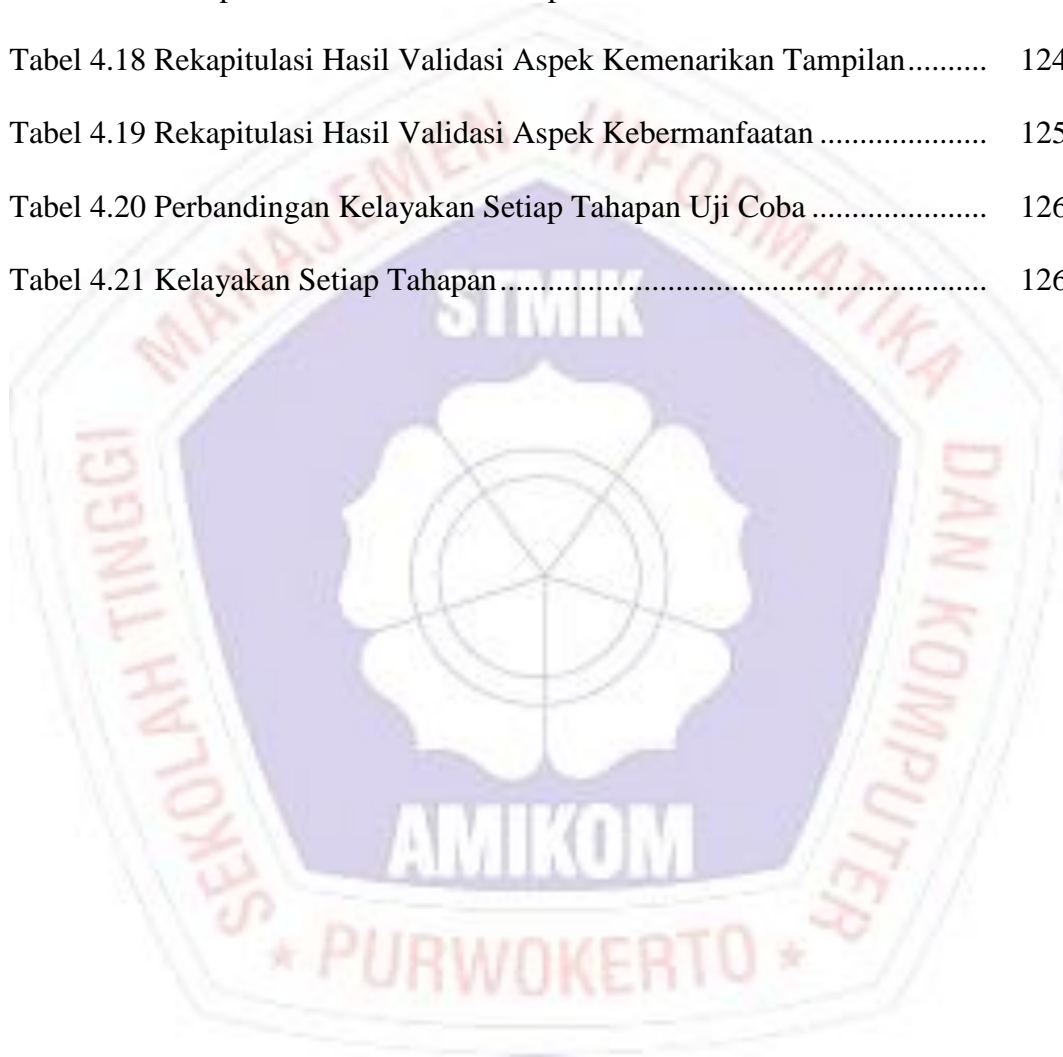 Tabel 4.18 Rekapitulasi Hasil Validasi Aspek Kemenarikan Tampilan.......... 124
Tabel 4.19 Rekapitulasi Hasil Validasi Aspek Kebermanfaatan ................... 125
Tabel 4.20 Perbandingan Kelayakan Setiap Tahapan Uji Coba ..................... 126
Tabel 4.21 Kelayakan Setiap Tahapan.......................................................... 126
SEKOLAH TINGGI MANAJEMEN INFORMATIKA DAN KOMPUTER
STMIK
AMIKOM
* PURWOKERTO *